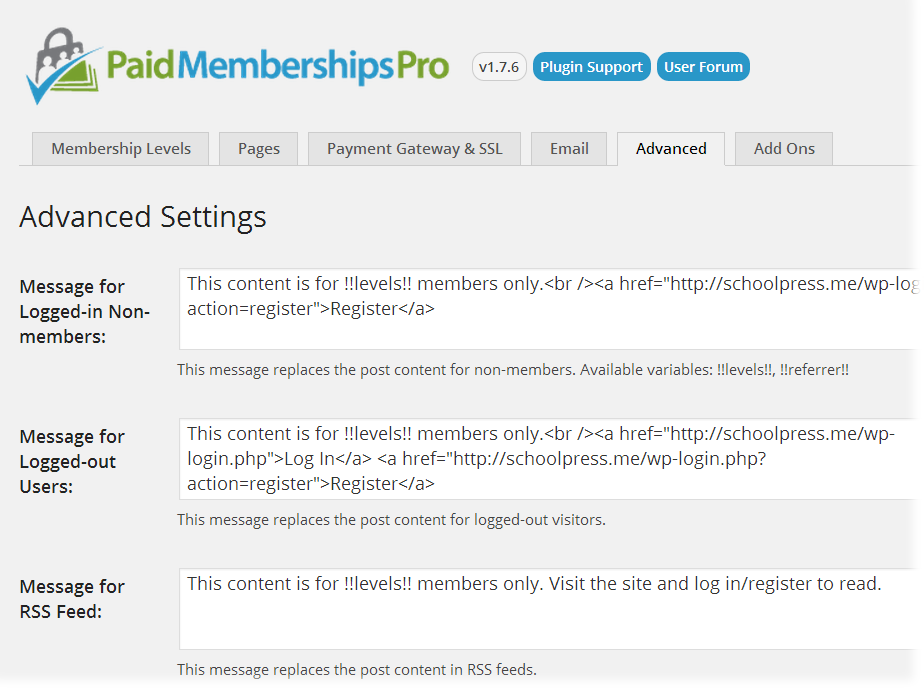 PaidMembershipsPro v1.7.6 Plugin Support User Forum
Membership Levels Pages Payment Gateway & SSL Email Advanced Add Ons
Advanced Settings
Message for
Logged-in Non-
members:
This content is for !!levels!! members only.<br /><a href="http://schoolpress.me/wp-log
action=register">Register</a>
This message replaces the post content for non-members. Available variables: !!levels!!, !!referrer!!
Message for
Logged-out
Users:
This content is for !!levels!! members only.<br /><a href="http://schoolpress.me/wp-
login.php">Log In</a> <a href="http://schoolpress.me/wp-login.php?
action=register">Register</a>
This message replaces the post content for logged-out visitors.
Message for
RSS Feed:
This content is for !!levels!! members only. Visit the site and log in/register to read.
This message replaces the post content in RSS feeds.